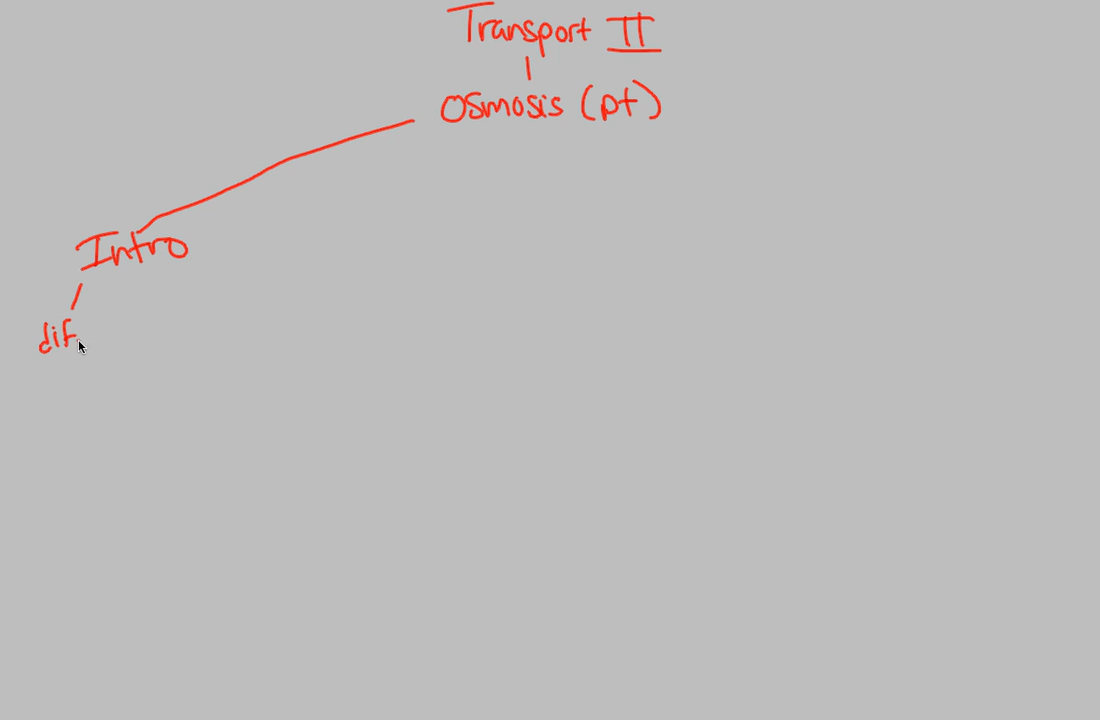 Transport II
Osmosis (pt)
Intro
dif